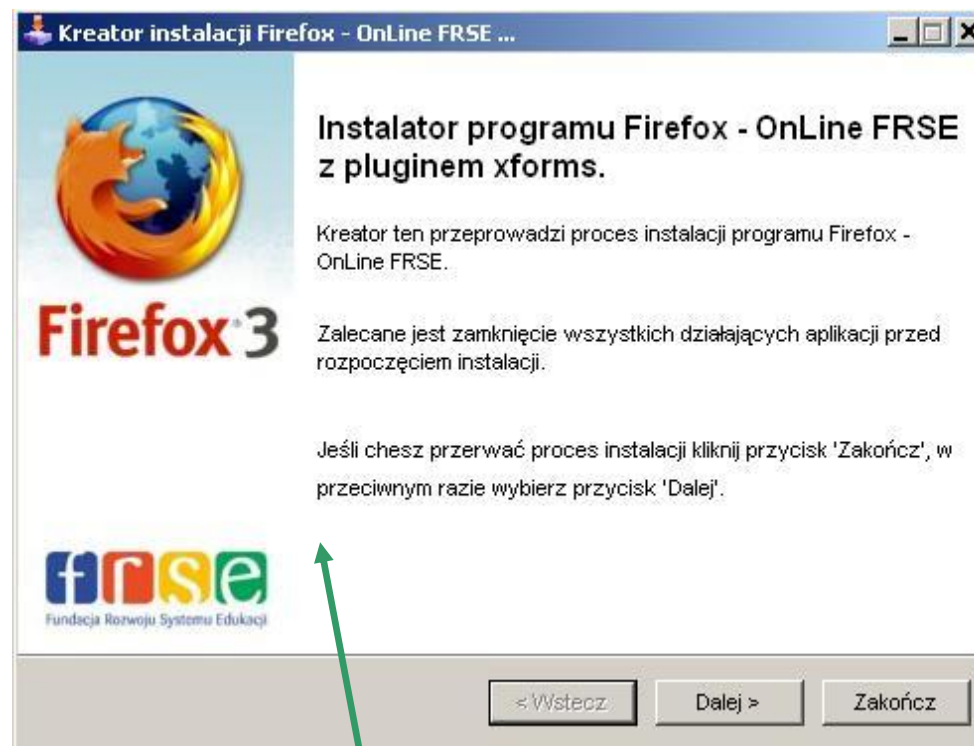 Kreator instalacji Firefox - OnLine FRSE ...
Instalator programu Firefox - OnLine FRSE
z pluginem xforms.
Kreator ten przeprowadzi proces instalacji programu Firefox -
OnLine FRSE.
Firefox 3
Zalecane jest zamknięcie wszystkich działających aplikacji przed
rozpoczęciem instalacji.
Jeśli chesz przerwać proces instalacji kliknij przycisk 'Zakończ', w
przeciwnym razie wybierz przycisk 'Dalej'.
frse
Fundacja Rozwoju Systemu Edukacji
< Wstecz
Dalej >
Zakończ